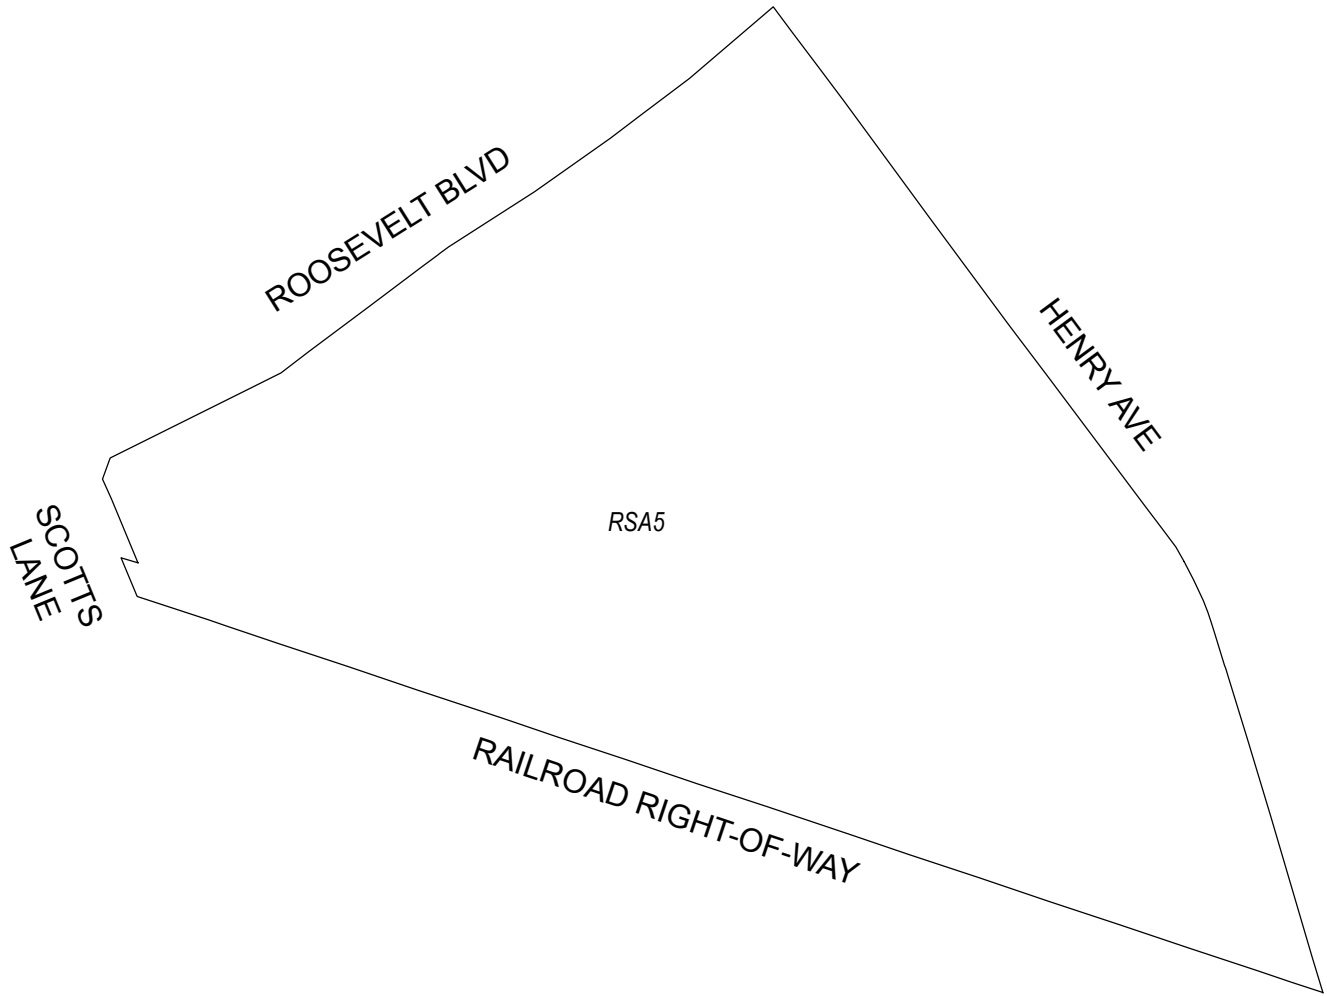 ROOSEVELT BLVD
HENRY AVE
RSA5
SCOTTS
LANE
RAILROAD RIGHT-OF-WAY